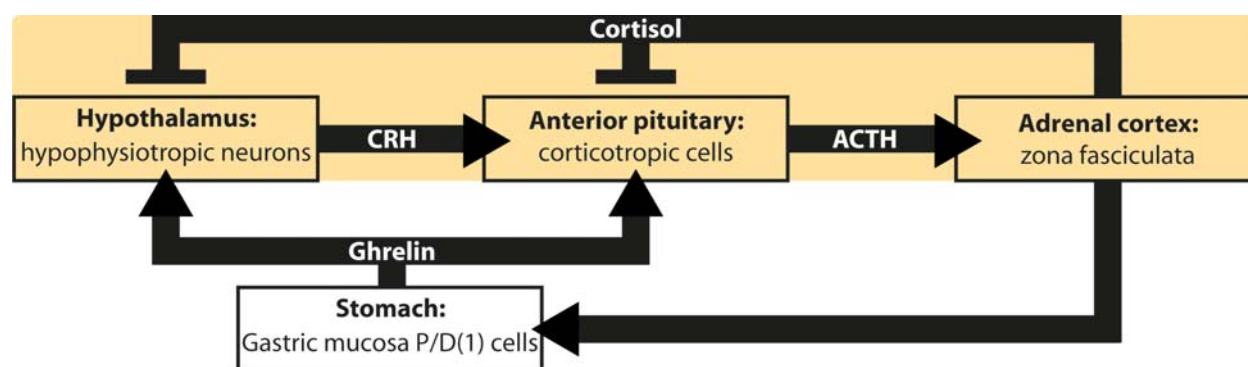 Cortisol
Hypothalamus:
hypophysiotropic neurons
CRH
Anterior pituitary:
corticotropic cells
ACTH
Adrenal cortex:
zona fasciculata
Ghrelin
Stomach:
Gastric mucosa P/D(1) cells